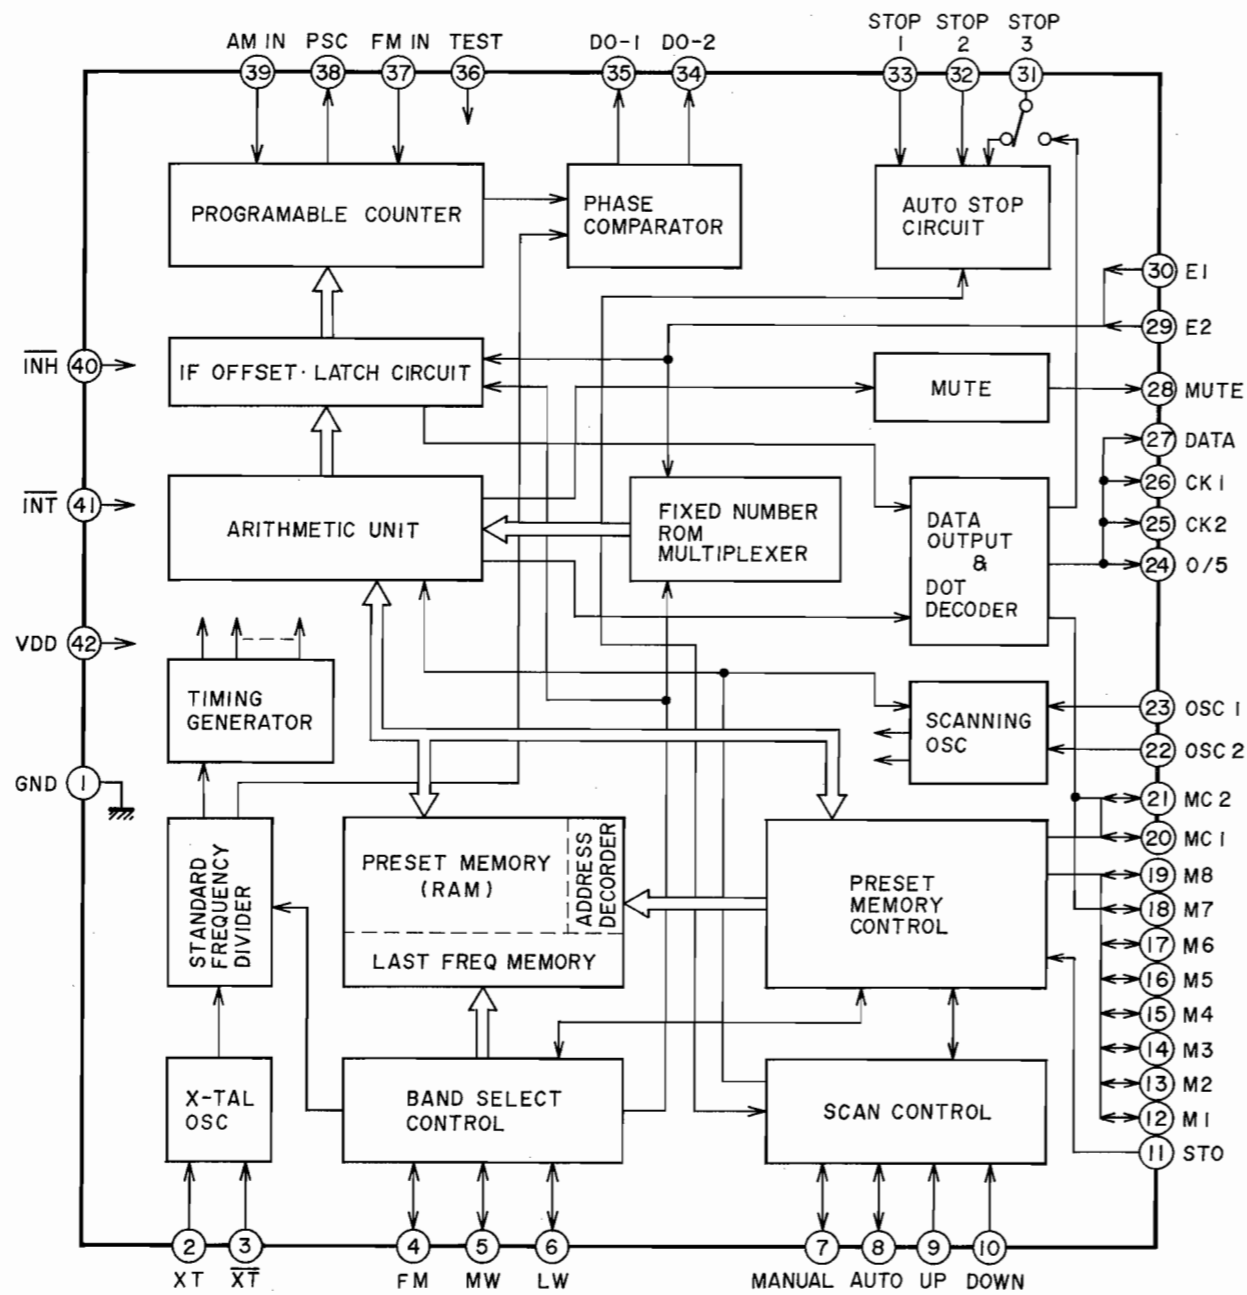 AM IN PSC FM IN TEST DO-1 DO-2 STOP 1 STOP 2 STOP 3
39 38 37 36 35 34 33 32 31
PROGRAMABLE COUNTER
PHASE
COMPARATOR
AUTO STOP
CIRCUIT
30 E1
29 E2
INH 40
IF OFFSET · LATCH CIRCUIT
MUTE
28 MUTE
27 DATA
26 CK1
25 CK2
24 O/5
INT 41
ARITHMETIC UNIT
FIXED NUMBER
ROM
MULTIPLEXER
DATA
OUTPUT
&
DOT
DECODER
VDD 42
TIMING
GENERATOR
SCANNING
OSC
23 OSC 1
22 OSC 2
GND 1
21 MC 2
20 MC 1
19 M8
18 M7
17 M6
16 M5
15 M4
14 M3
13 M2
12 M1
11 STO
STANDARD
FREQUENCY
DIVIDER
PRESET MEMORY
(RAM)
ADDRESS
DECORDER
LAST FREQ MEMORY
PRESET
MEMORY
CONTROL
X-TAL
OSC
BAND SELECT
CONTROL
SCAN CONTROL
2 3 4 5 6 7 8 9 10
XT XT FM MW LW MANUAL AUTO UP DOWN